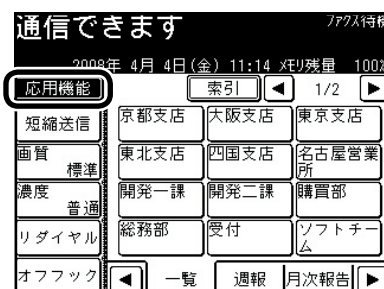 通信できます
ファクス待機
2008年 4月 4日(金) 11:14 メモリ残量 100%
応用機能
索引 ◀ 1/2 ▶
短縮送信
京都支店
大阪支店
東京支店
画質
標準
東北支店
四国支店
名古屋営業
所
濃度
普通
開発一課
開発二課
購買部
リダイヤル
総務部
受付
ソフトチー
ム
オフフック
◀ 一覧 週報 月次報告 ▶